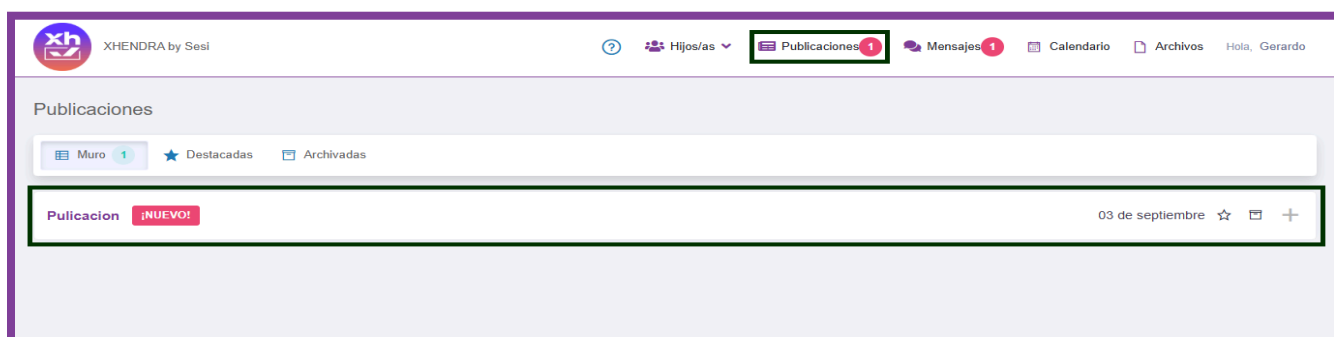 xh XHENDRA by Sesi ? Hijos/as Publicaciones 1 Mensajes 1 Calendario Archivos Hola, Gerardo
Publicaciones
Muro 1 Destacadas Archivadas
Pulicacion ¡NUEVO! 03 de septiembre